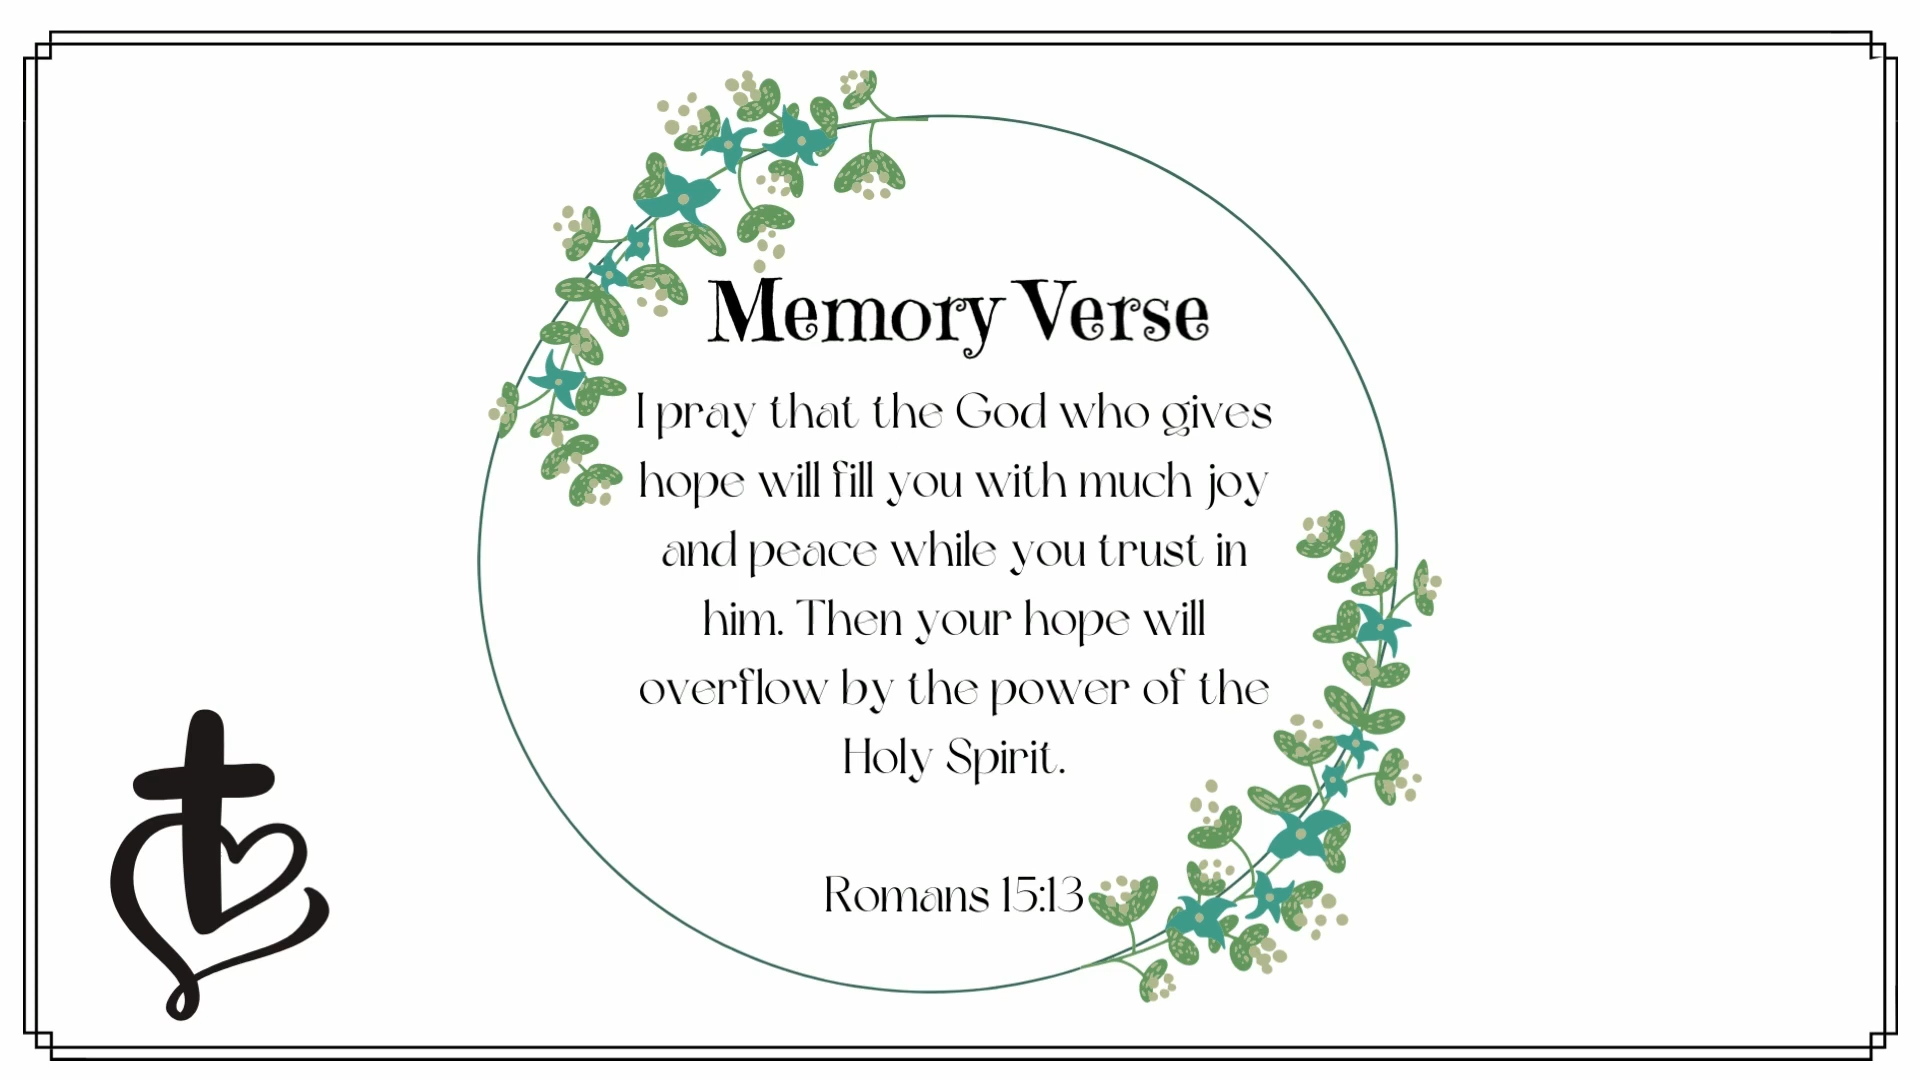 Memory Verse
I pray that the God who gives
hope will fill you with much joy
and peace while you trust in
him. Then your hope will
overflow by the power of the
Holy Spirit.
Romans 15:13